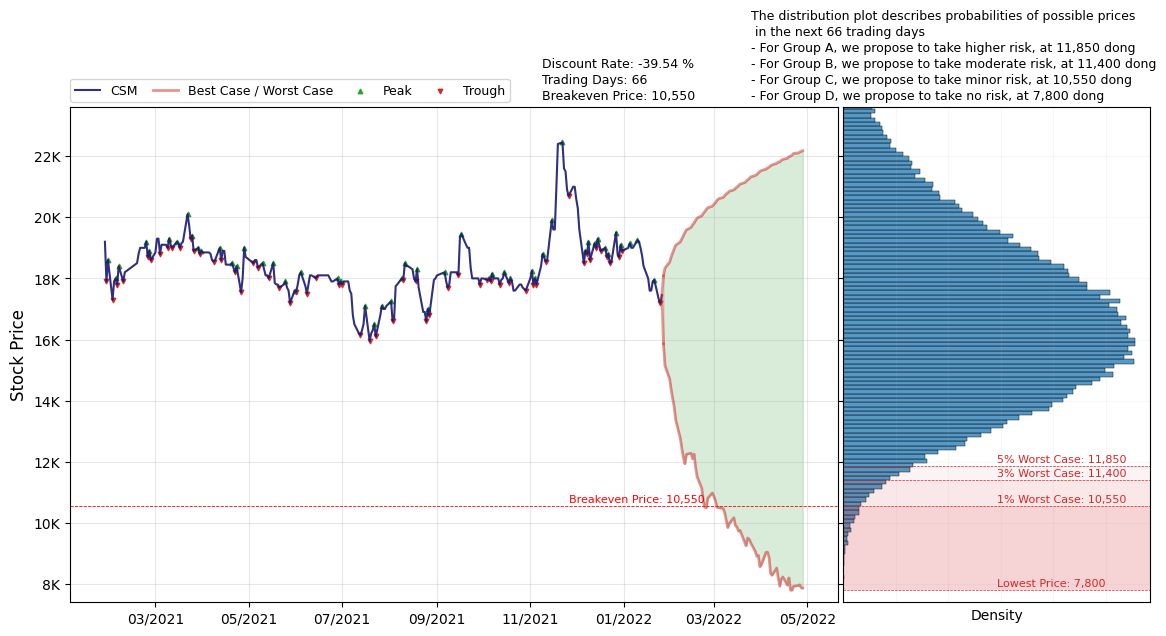 The distribution plot describes probabilities of possible prices
in the next 66 trading days
- For Group A, we propose to take higher risk, at 11,850 dong
- For Group B, we propose to take moderate risk, at 11,400 dong
- For Group C, we propose to take minor risk, at 10,550 dong
- For Group D, we propose to take no risk, at 7,800 dong
Discount Rate: -39.54 %
Trading Days: 66
Breakeven Price: 10,550
CSM
Best Case / Worst Case
Peak
Trough
Stock Price
22K
20K
18K
16K
14K
12K
10K
8K
Breakeven Price: 10,550
5% Worst Case: 11,850
3% Worst Case: 11,400
1% Worst Case: 10,550
Lowest Price: 7,800
03/2021
05/2021
07/2021
09/2021
11/2021
01/2022
03/2022
05/2022
Density